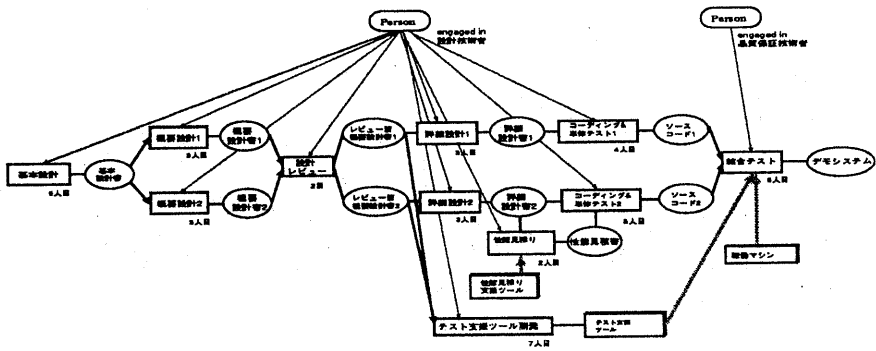 Person
engaged in
設計技術者
Person
engaged in
品質保証技術者
基本設計
6人日
基本
設計書
概要設計1
3人日
概要
設計書1
概要設計2
5人日
概要
設計書2
設計
レビュー
2日
レビュー済
概要設計書1
レビュー済
概要設計書2
詳細設計1
3人日
詳細
設計書1
詳細設計2
3人日
詳細
設計書2
コーディング&
単体テスト1
4人日
コーディング&
単体テスト2
5人日
ソース
コード1
ソース
コード2
性能見積り
2人日
性能見積書
性能見積り
支援ツール
テスト支援ツール開発
7人日
テスト支援
ツール
総合テスト
6人日
デモシステム
稼働マシン